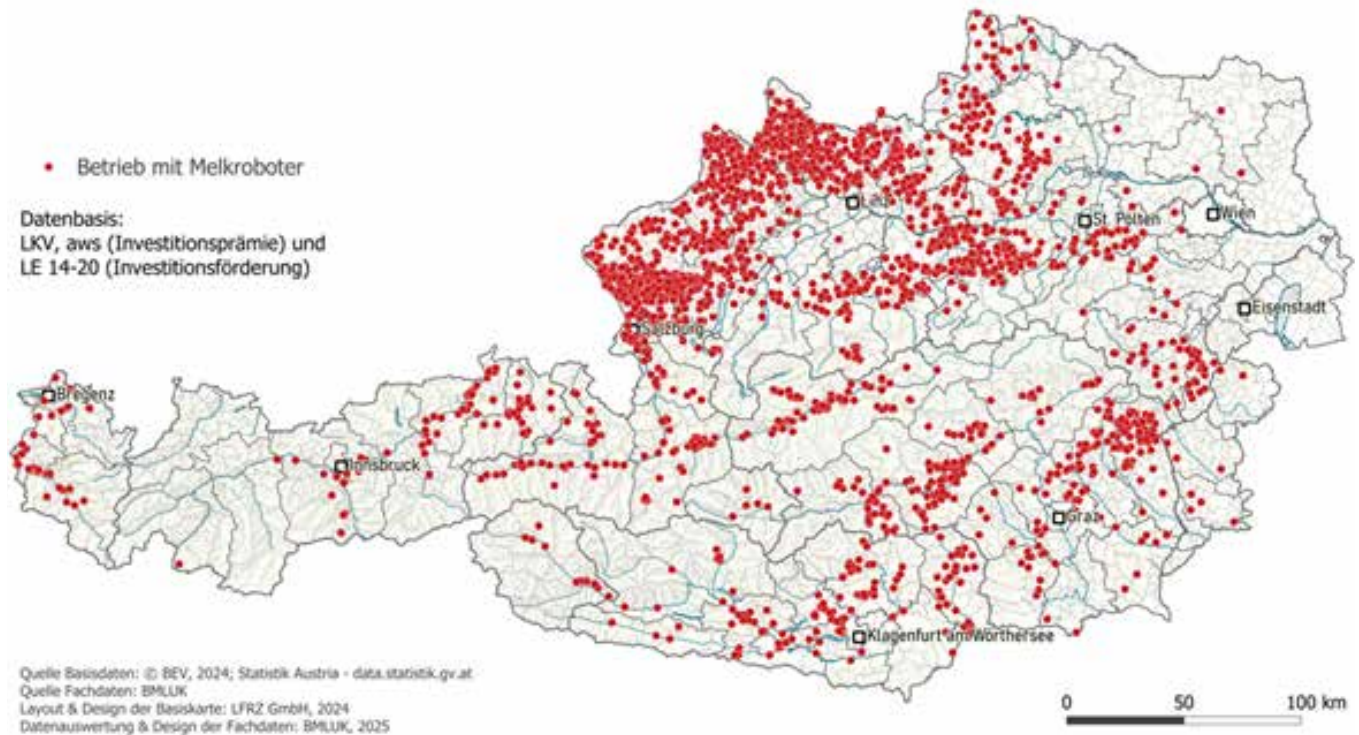 Betrieb mit Melkroboter
Datenbasis:
LKV, aws (Investitionsprämie) und
LE 14-20 (Investitionsförderung)
Linz
St. Pölten
Wien
Eisenstadt
Salzburg
Bregenz
Innsbruck
Graz
Klagenfurt am Wörthersee
Quelle Basisdaten: © BEV, 2024; Statistik Austria - data.statistik.gv.at
Quelle Fachdaten: BMLUK
Layout & Design der Basiskarte: LFRZ GmbH, 2024
Datenauswertung & Design der Fachdaten: BMLUK, 2025
0 50 100 km